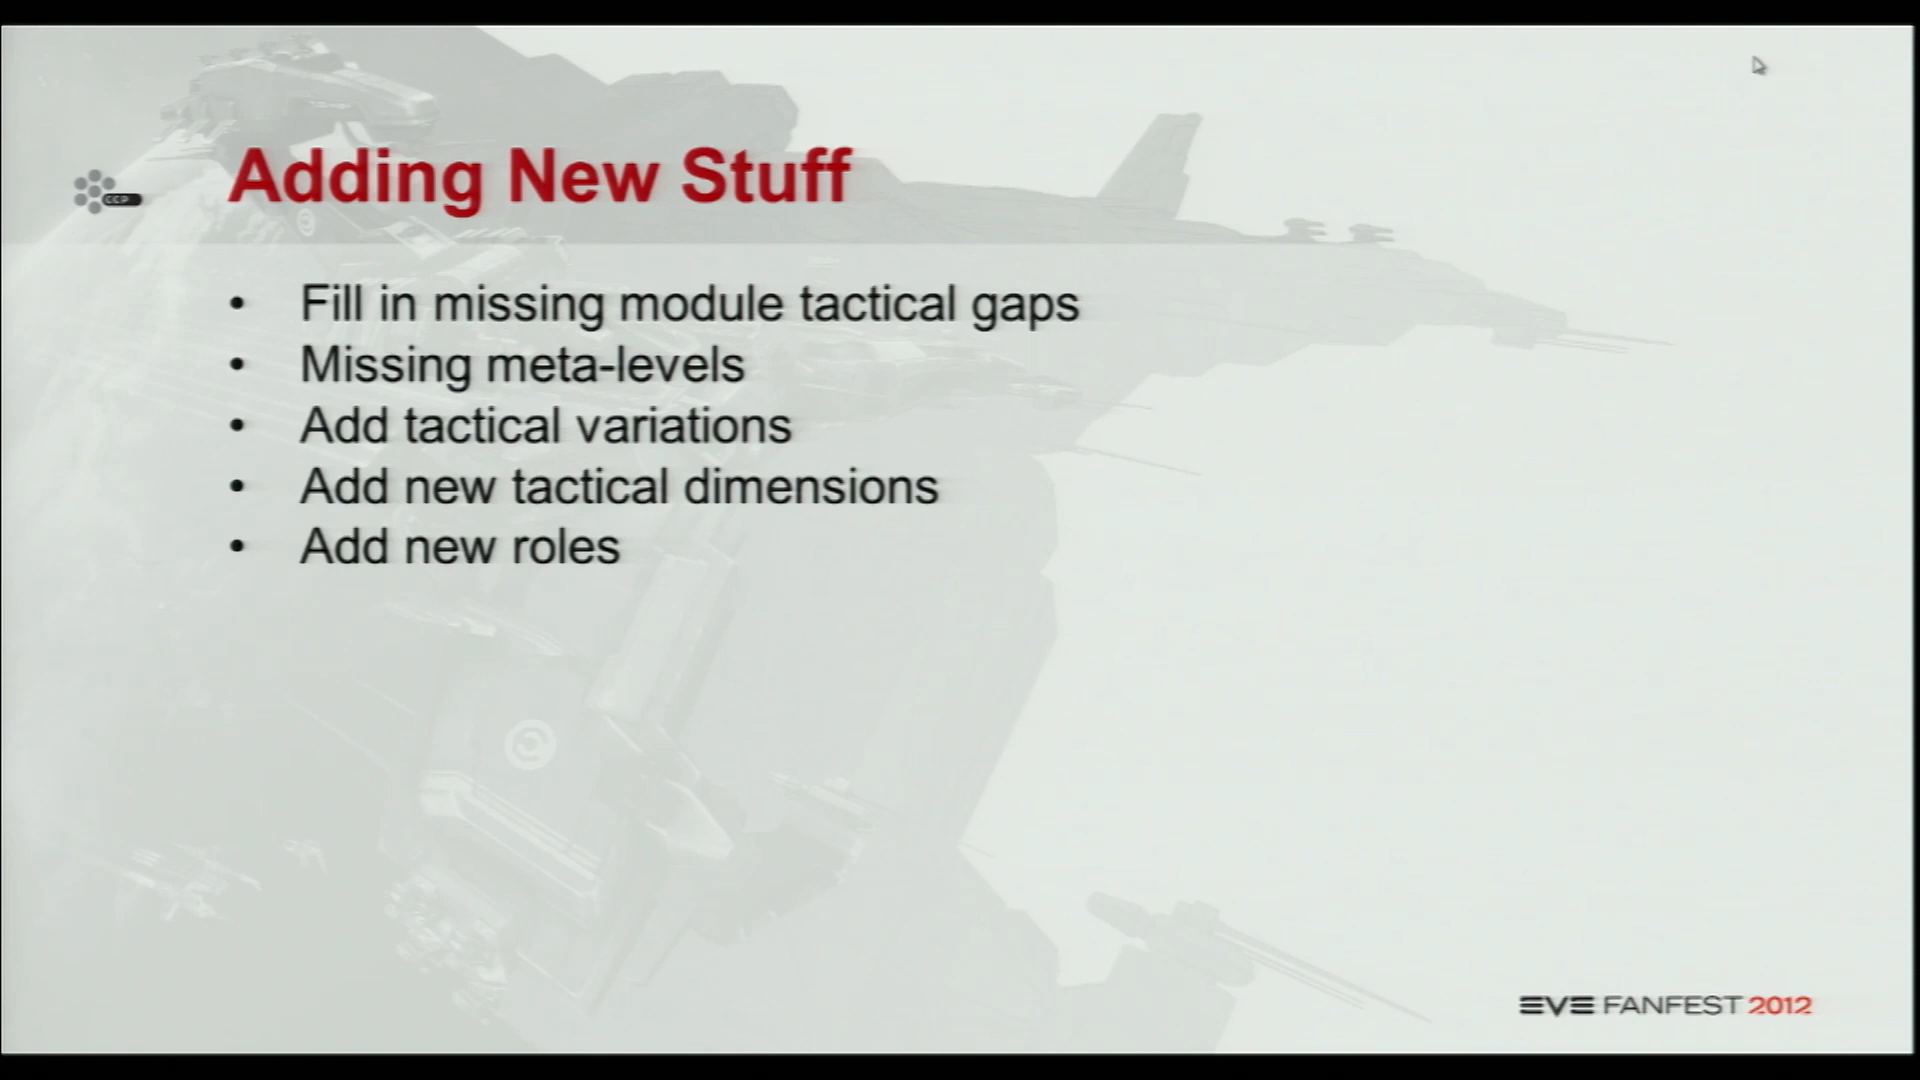 Adding New Stuff
CCP
• Fill in missing module tactical gaps
• Missing meta-levels
• Add tactical variations
• Add new tactical dimensions
• Add new roles
EVE FANFEST 2012